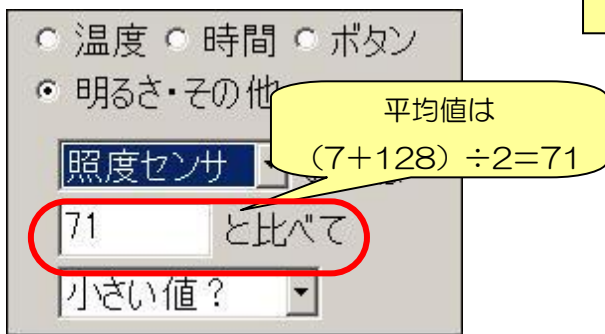 温度 時間 ボタン
明るさ・その他
平均値は
(7+128)÷2=71
照度センサ
71 と比べて
小さい値?